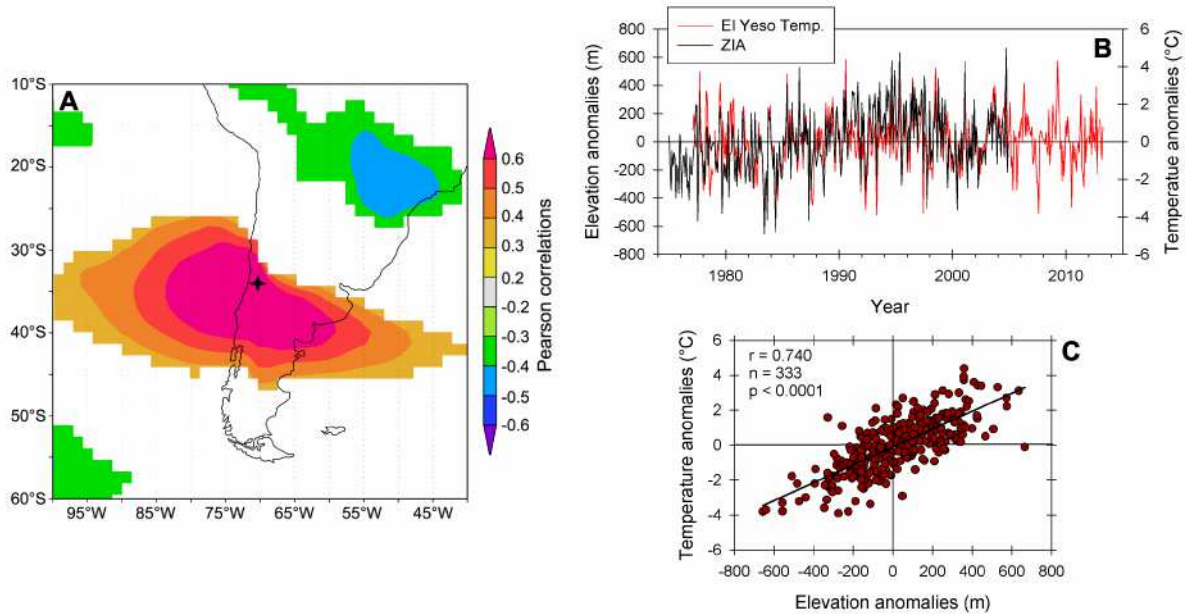 A
10°S
20°S
30°S
40°S
50°S
60°S
95°W 85°W 75°W 65°W 55°W 45°W
0.6
0.5
0.4
0.3
0.2
-0.2
-0.3
-0.4
-0.5
-0.6
Pearson correlations
El Yeso Temp.
ZIA
B
800
600
400
200
0
-200
-400
-600
-800
Elevation anomalies (m)
6
4
2
0
-2
-4
-6
Temperature anomalies (°C)
1980 1990 2000 2010
Year
C
r = 0.740
n = 333
p < 0.0001
6
4
2
0
-2
-4
-6
Temperature anomalies (°C)
-800 -600 -400 -200 0 200 400 600 800
Elevation anomalies (m)